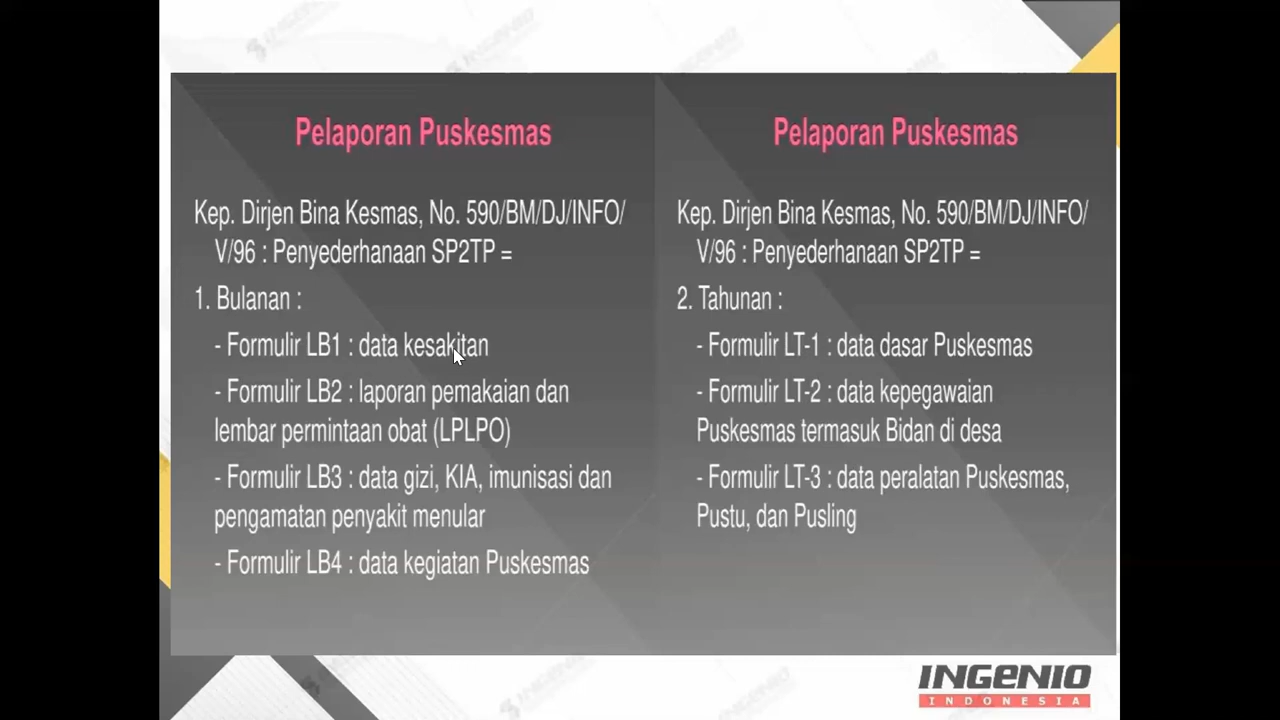 Pelaporan Puskesmas
Kep. Dirjen Bina Kesmas, No. 590/BM/DJ/INFO/
V/96 : Penyederhanaan SP2TP =
1. Bulanan :
- Formulir LB1 : data kesakitan
- Formulir LB2 : laporan pemakaian dan
lembar permintaan obat (LPLPO)
- Formulir LB3 : data gizi, KIA, imunisasi dan
pengamatan penyakit menular
- Formulir LB4 : data kegiatan Puskesmas
Pelaporan Puskesmas
Kep. Dirjen Bina Kesmas, No. 590/BM/DJ/INFO/
V/96 : Penyederhanaan SP2TP =
2. Tahunan :
- Formulir LT-1 : data dasar Puskesmas
- Formulir LT-2 : data kepegawaian
Puskesmas termasuk Bidan di desa
- Formulir LT-3 : data peralatan Puskesmas,
Pustu, dan Pusling
INGENIO
INDONESIA